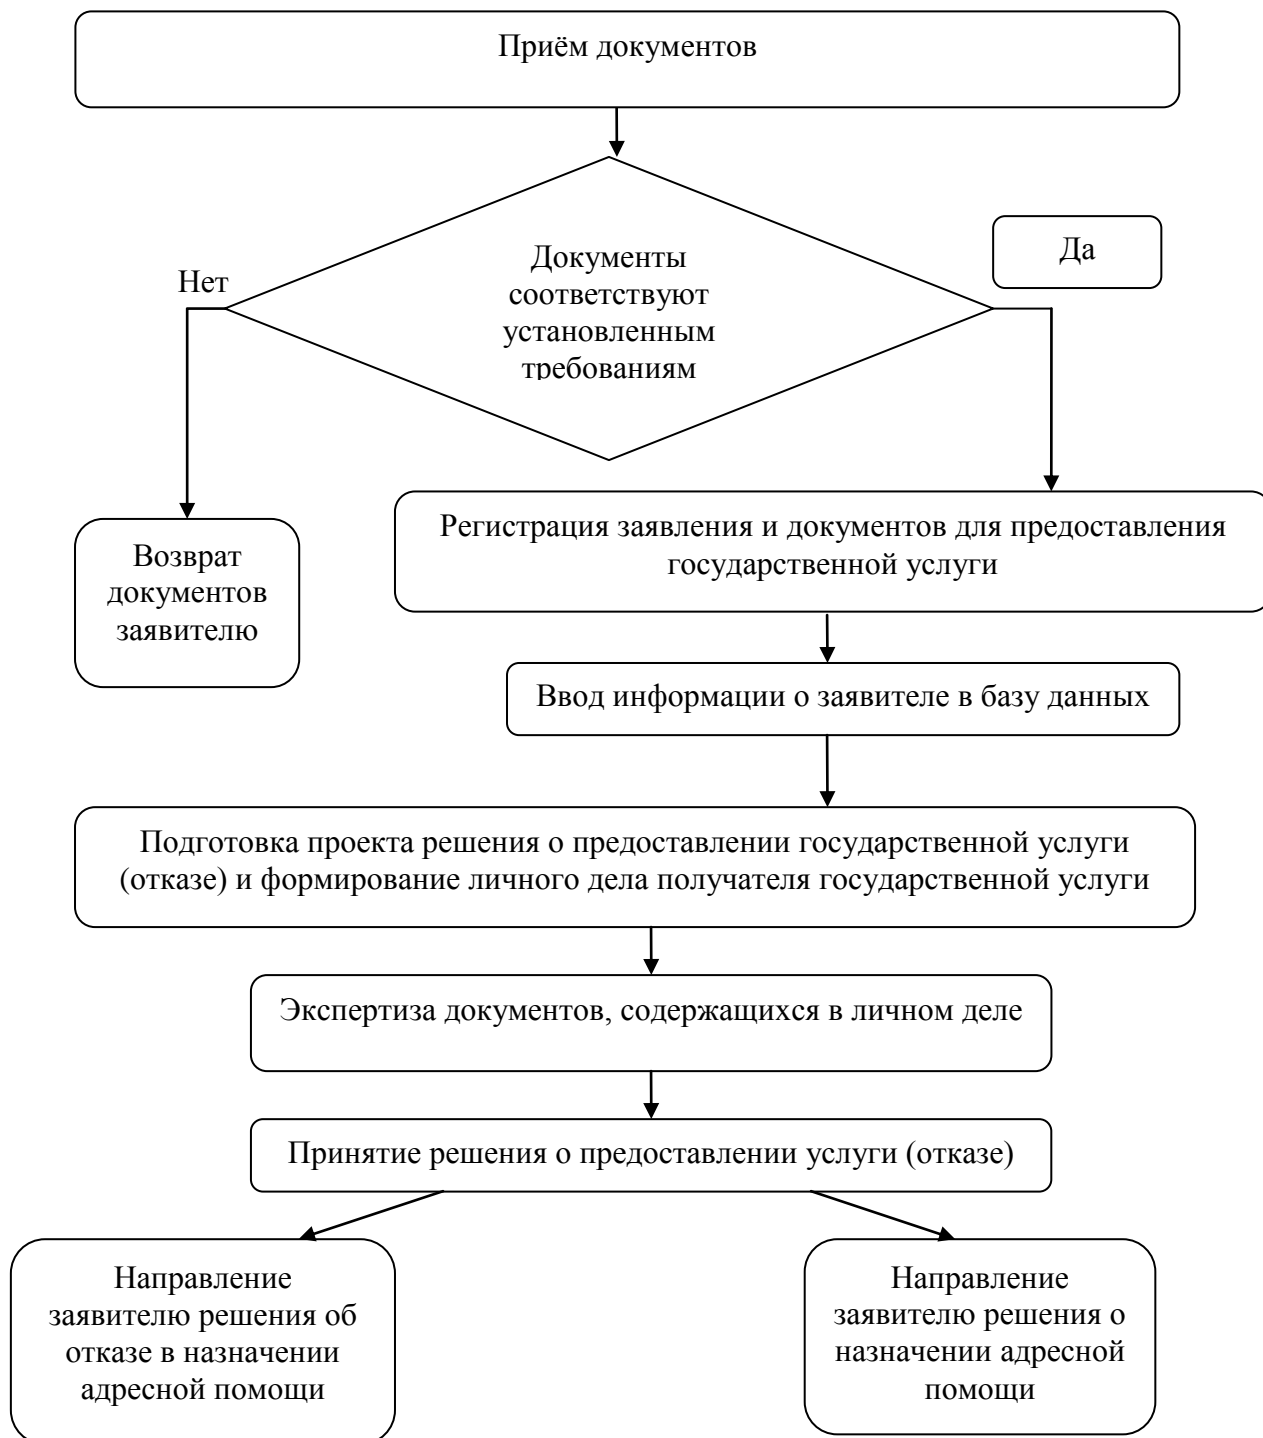 Приём документов
Да
Нет
Документы
соответствуют
установленным
требованиям
Регистрация заявления и документов для предоставления
государственной услуги
Возврат
документов
заявителю
Ввод информации о заявителе в базу данных
Подготовка проекта решения о предоставлении государственной услуги
(отказе) и формирование личного дела получателя государственной услуги
Экспертиза документов, содержащихся в личном деле
Принятие решения о предоставлении услуги (отказе)
Направление
заявителю решения об
отказе в назначении
адресной помощи
Направление
заявителю решения о
назначении адресной
помощи